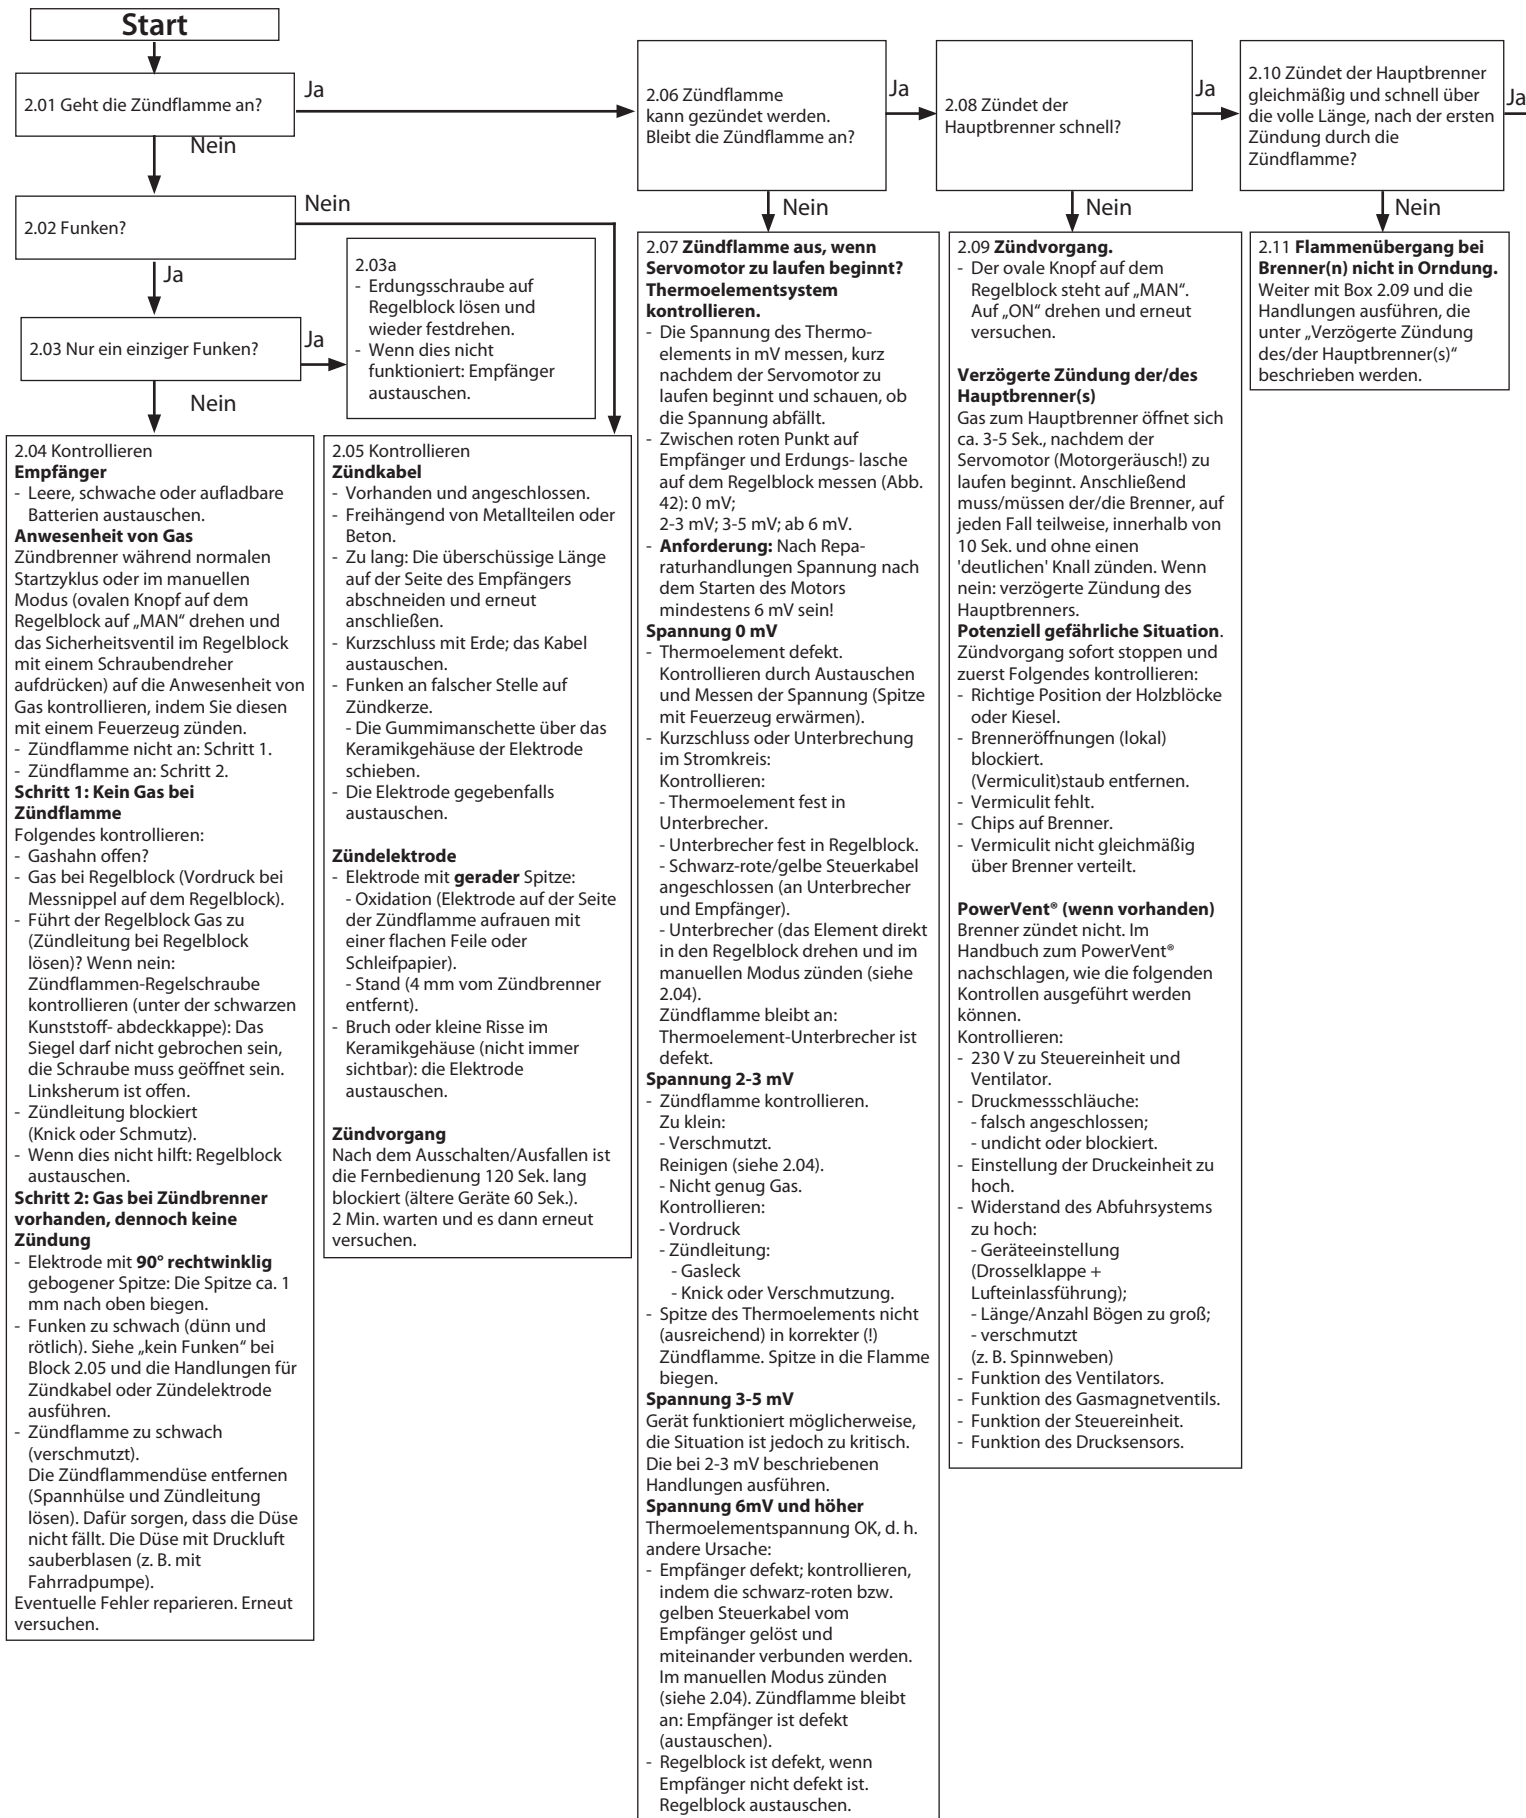 Start
2.01 Geht die Zündflamme an?
Ja
Nein
2.02 Funken?
Nein
Ja
2.03 Nur ein einziger Funken?
Ja
Nein
2.03a
- Erdungsschraube auf
Regelblock lösen und
wieder festdrehen.
- Wenn dies nicht
funktioniert: Empfänger
austauschen.
2.04 Kontrollieren
Empfänger
- Leere, schwache oder aufladbare
Batterien austauschen.
Anwesenheit von Gas
Zündbrenner während normalen
Startzyklus oder im manuellen
Modus (ovalen Knopf auf dem
Regelblock auf „MAN“ drehen und
das Sicherheitsventil im Regelblock
mit einem Schraubendreher
aufdrücken) auf die Anwesenheit von
Gas kontrollieren, indem Sie diesen
mit einem Feuerzeug zünden.
- Zündflamme nicht an: Schritt 1.
- Zündflamme an: Schritt 2.
Schritt 1: Kein Gas bei
Zündflamme
Folgendes kontrollieren:
- Gashahn offen?
- Gas bei Regelblock (Vordruck bei
Messnippel auf dem Regelblock).
- Führt der Regelblock Gas zu
(Zündleitung bei Regelblock
lösen)? Wenn nein:
Zündflammen-Regelschraube
kontrollieren (unter der schwarzen
Kunststoff- abdeckkappe): Das
Siegel darf nicht gebrochen sein,
die Schraube muss geöffnet sein.
Linksherum ist offen.
- Zündleitung blockiert
(Knick oder Schmutz).
- Wenn dies nicht hilft: Regelblock
austauschen.
Schritt 2: Gas bei Zündbrenner
vorhanden, dennoch keine
Zündung
- Elektrode mit 90° rechtwinklig
gebogener Spitze: Die Spitze ca. 1
mm nach oben biegen.
- Funken zu schwach (dünn und
rötlich). Siehe „kein Funken“ bei
Block 2.05 und die Handlungen für
Zündkabel oder Zündelektrode
ausführen.
- Zündflamme zu schwach
(verschmutzt).
Die Zündflammendüse entfernen
(Spannhülse und Zündleitung
lösen). Dafür sorgen, dass die Düse
nicht fällt. Die Düse mit Druckluft
sauberblasen (z. B. mit
Fahrradpumpe).
Eventuelle Fehler reparieren. Erneut
versuchen.
2.05 Kontrollieren
Zündkabel
- Vorhanden und angeschlossen.
- Freihängend von Metallteilen oder
Beton.
- Zu lang: Die überschüssige Länge
auf der Seite des Empfängers
abschneiden und erneut
anschließen.
- Kurzschluss mit Erde; das Kabel
austauschen.
- Funken an falscher Stelle auf
Zündkerze.
- Die Gummimanschette über das
Keramikgehäuse der Elektrode
schieben.
- Die Elektrode gegebenfalls
austauschen.
Zündelektrode
- Elektrode mit gerader Spitze:
- Oxidation (Elektrode auf der Seite
der Zündflamme aufrauen mit
einer flachen Feile oder
Schleifpapier).
- Stand (4 mm vom Zündbrenner
entfernt).
- Bruch oder kleine Risse im
Keramikgehäuse (nicht immer
sichtbar): die Elektrode
austauschen.
Zündvorgang
Nach dem Ausschalten/Ausfallen ist
die Fernbedienung 120 Sek. lang
blockiert (ältere Geräte 60 Sek.).
2 Min. warten und es dann erneut
versuchen.
2.06 Zündflamme
kann gezündet werden.
Bleibt die Zündflamme an?
Ja
Nein
2.07 Zündflamme aus, wenn
Servomotor zu laufen beginnt?
Thermoelementsystem
kontrollieren.
- Die Spannung des Thermo-
elements in mV messen, kurz
nachdem der Servomotor zu
laufen beginnt und schauen, ob
die Spannung abfällt.
- Zwischen roten Punkt auf
Empfänger und Erdungs- lasche
auf dem Regelblock messen (Abb.
42): 0 mV;
2-3 mV; 3-5 mV; ab 6 mV.
- Anforderung: Nach Repa-
raturhandlungen Spannung nach
dem Starten des Motors
mindestens 6 mV sein!
Spannung 0 mV
- Thermoelement defekt.
Kontrollieren durch Austauschen
und Messen der Spannung (Spitze
mit Feuerzeug erwärmen).
- Kurzschluss oder Unterbrechung
im Stromkreis:
Kontrollieren:
- Thermoelement fest in
Unterbrecher.
- Unterbrecher fest in Regelblock.
- Schwarz-rote/gelbe Steuerkabel
angeschlossen (an Unterbrecher
und Empfänger).
- Unterbrecher (das Element direkt
in den Regelblock drehen und im
manuellen Modus zünden (siehe
2.04).
Zündflamme bleibt an:
Thermoelement-Unterbrecher ist
defekt.
Spannung 2-3 mV
- Zündflamme kontrollieren.
Zu klein:
- Verschmutzt.
Reinigen (siehe 2.04).
- Nicht genug Gas.
Kontrollieren:
- Vordruck
- Zündleitung:
- Gasleck
- Knick oder Verschmutzung.
- Spitze des Thermoelements nicht
(ausreichend) in korrekter (!)
Zündflamme. Spitze in die Flamme
biegen.
Spannung 3-5 mV
Gerät funktioniert möglicherweise,
die Situation ist jedoch zu kritisch.
Die bei 2-3 mV beschriebenen
Handlungen ausführen.
Spannung 6mV und höher
Thermoelementspannung OK, d. h.
andere Ursache:
- Empfänger defekt; kontrollieren,
indem die schwarz-roten bzw.
gelben Steuerkabel vom
Empfänger gelöst und
miteinander verbunden werden.
Im manuellen Modus zünden
(siehe 2.04). Zündflamme bleibt
an: Empfänger ist defekt
(austauschen).
- Regelblock ist defekt, wenn
Empfänger nicht defekt ist.
Regelblock austauschen.
2.08 Zündet der
Hauptbrenner schnell?
Ja
Nein
2.09 Zündvorgang.
- Der ovale Knopf auf dem
Regelblock steht auf „MAN“.
Auf „ON“ drehen und erneut
versuchen.
Verzögerte Zündung der/des
Hauptbrenner(s)
Gas zum Hauptbrenner öffnet sich
ca. 3-5 Sek., nachdem der
Servomotor (Motorgeräusch!) zu
laufen beginnt. Anschließend
muss/müssen der/die Brenner, auf
jeden Fall teilweise, innerhalb von
10 Sek. und ohne einen
'deutlichen' Knall zünden. Wenn
nein: verzögerte Zündung des
Hauptbrenners.
Potenziell gefährliche Situation.
Zündvorgang sofort stoppen und
zuerst Folgendes kontrollieren:
- Richtige Position der Holzblöcke
oder Kiesel.
- Brenneröffnungen (lokal)
blockiert.
(Vermiculit)staub entfernen.
- Vermiculit fehlt.
- Chips auf Brenner.
- Vermiculit nicht gleichmäßig
über Brenner verteilt.
PowerVent® (wenn vorhanden)
Brenner zündet nicht. Im
Handbuch zum PowerVent®
nachschlagen, wie die folgenden
Kontrollen ausgeführt werden
können.
Kontrollieren:
- 230 V zu Steuereinheit und
Ventilator.
- Druckmessschläuche:
- falsch angeschlossen;
- undicht oder blockiert.
- Einstellung der Druckeinheit zu
hoch.
- Widerstand des Abfuhrsystems
zu hoch:
- Geräteeinstellung
(Drosselklappe +
Lufteinlassführung);
- Länge/Anzahl Bögen zu groß;
- verschmutzt
(z. B. Spinnweben)
- Funktion des Ventilators.
- Funktion des Gasmagnetventils.
- Funktion der Steuereinheit.
- Funktion des Drucksensors.
2.10 Zündet der Hauptbrenner
gleichmäßig und schnell über
die volle Länge, nach der ersten
Zündung durch die
Zündflamme?
Ja
Nein
2.11 Flammenübergang bei
Brenner(n) nicht in Orndung.
Weiter mit Box 2.09 und die
Handlungen ausführen, die
unter „Verzögerte Zündung
des/der Hauptbrenner(s)“
beschrieben werden.